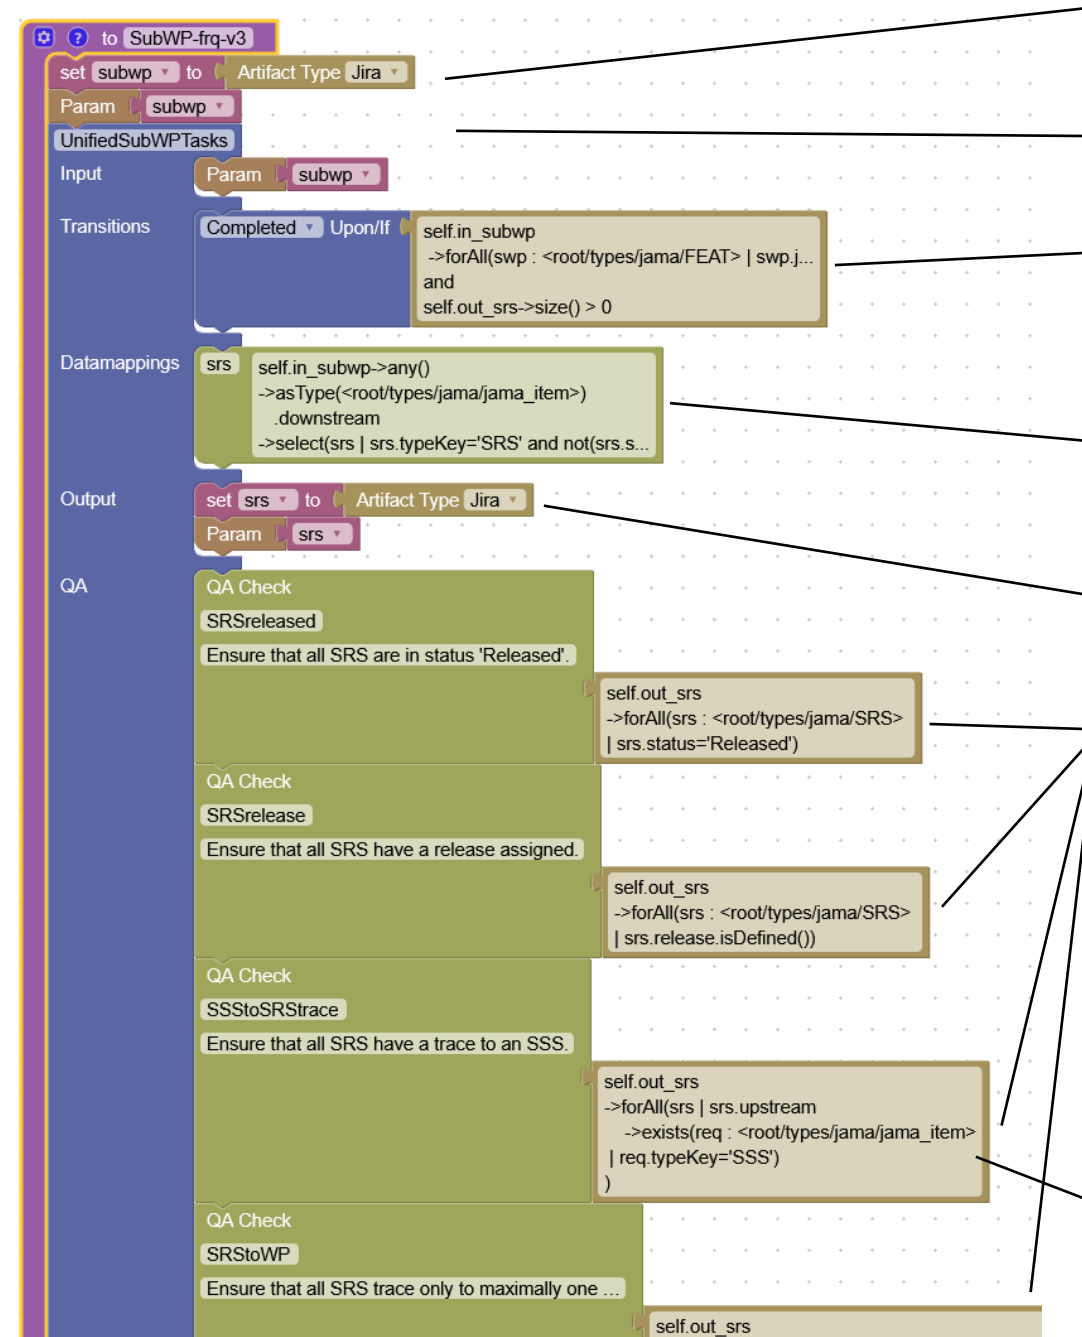 ? to SubWP-frq-v3
set subwp to Artifact Type Jira
Param subwp
UnifiedSubWPTasks
Input Param subwp
Transitions Completed Upon/If self.in_subwp
->forAll(swp : <root/types/jama/FEAT> | swp.j...
and
self.out_srs->size() > 0
Datamappings srs self.in_subwp->any()
->asType(<root/types/jama/jama_item>)
.downstream
->select(srs | srs.typeKey='SRS' and not(srs.s...
Output set srs to Artifact Type Jira
Param srs
QA QA Check
SRSreleased
Ensure that all SRS are in status 'Released'.
self.out_srs
->forAll(srs : <root/types/jama/SRS>
| srs.status='Released')
QA Check
SRSrelease
Ensure that all SRS have a release assigned.
self.out_srs
->forAll(srs : <root/types/jama/SRS>
| srs.release.isDefined())
QA Check
SSStoSRStrace
Ensure that all SRS have a trace to an SSS.
self.out_srs
->forAll(srs | srs.upstream
->exists(req : <root/types/jama/jama_item>
| req.typeKey='SSS')
)
QA Check
SRStoWP
Ensure that all SRS trace only to maximally one ...
self.out_srs